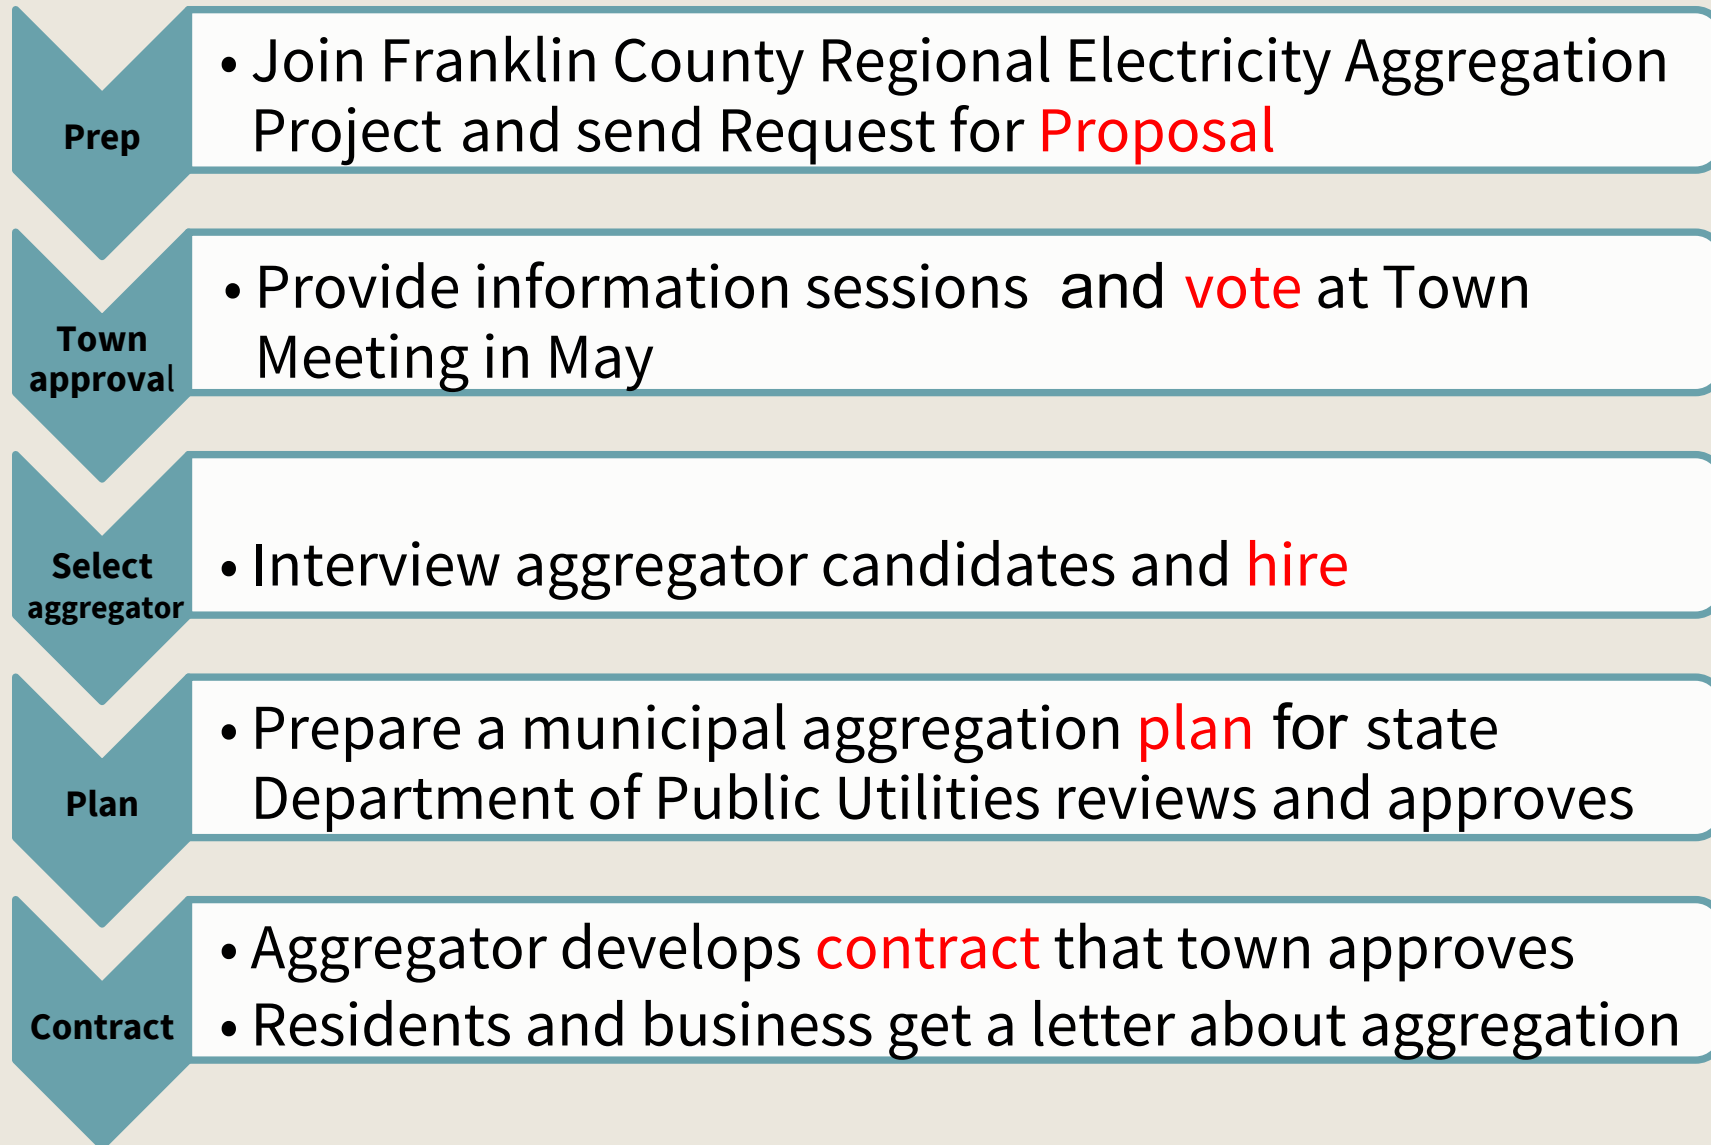 Prep
• Join Franklin County Regional Electricity Aggregation
Project and send Request for Proposal
Town
approval
• Provide information sessions and vote at Town
Meeting in May
Select
aggregator
• Interview aggregator candidates and hire
Plan
• Prepare a municipal aggregation plan for state
Department of Public Utilities reviews and approves
Contract
• Aggregator develops contract that town approves
• Residents and business get a letter about aggregation